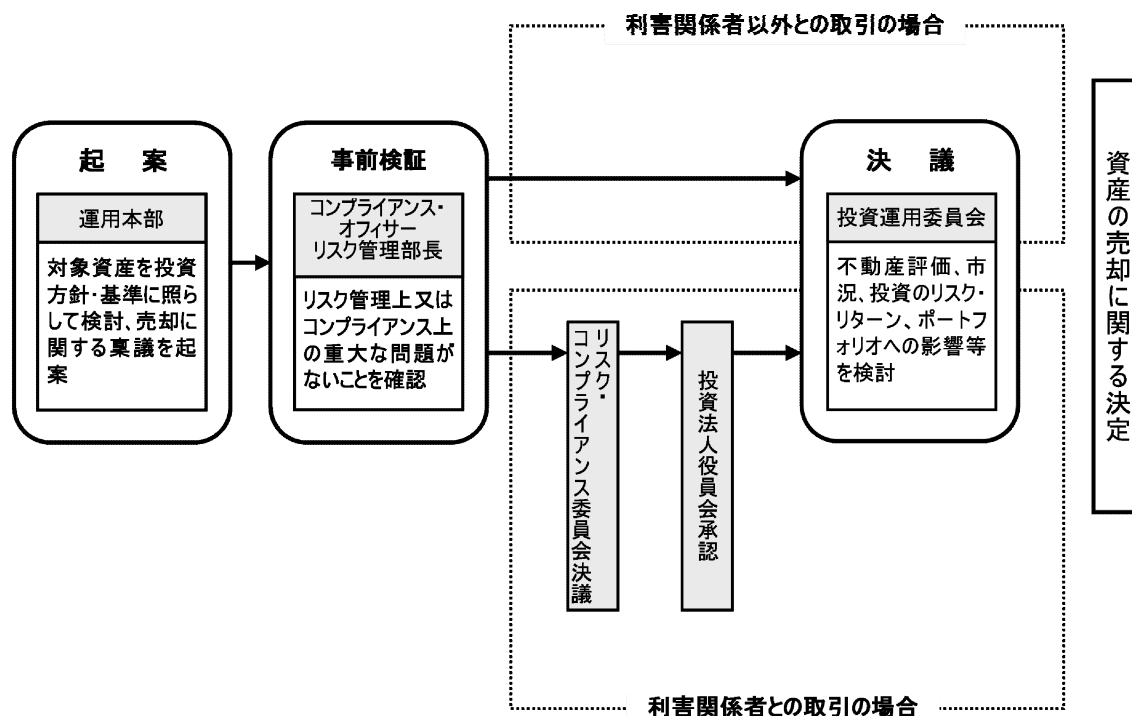 利害関係者以外との取引の場合
起 案
運用本部
対象資産を投資
方針・基準に照ら
して検討、売却に
関する稟議を起
案
事前検証
コンプライアンス・
オフィサー
リスク管理部長
リスク管理上又は
コンプライアンス上
の重大な問題が
ないことを確認
リスク・
コンプライアンス委員会決議
投資法人役員会承認
決 議
投資運用委員会
不動産評価、市
況、投資のリスク・
リターン、ポートフ
ォリオへの影響等
を検討
資産の売却に関する決定
利害関係者との取引の場合